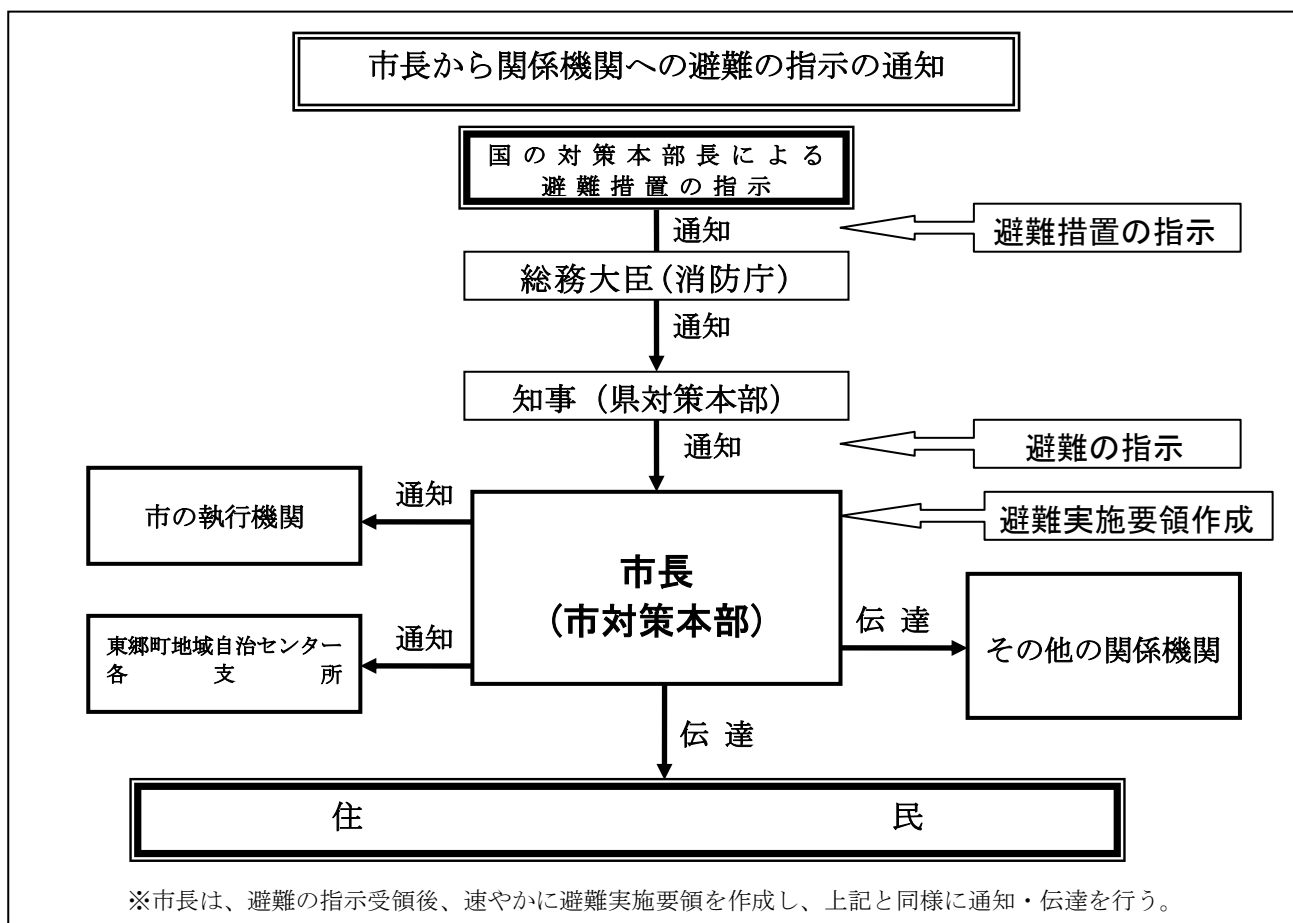 市長から関係機関への避難の指示の通知
国の対策本部長による
避難措置の指示
通知
避難措置の指示
総務大臣(消防庁)
通知
知事（県対策本部）
通知
避難の指示
市の執行機関
通知
避難実施要領作成
市長
(市対策本部)
東郷町地域自治センター
各支所
通知
伝達
その他の関係機関
伝達
住民
※市長は、避難の指示受領後、速やかに避難実施要領を作成し、上記と同様に通知・伝達を行う。